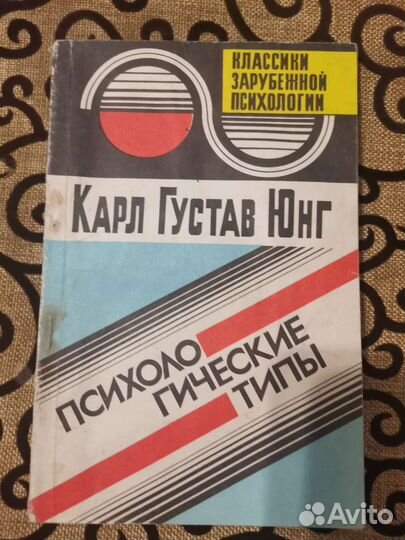 КЛАССИКИ
ЗАРУБЕЖНОЙ
ПСИХОЛОГИИ
КАРЛ ГУСТАВ ЮНГ
ПСИХОЛО
ГИЧЕСКИЕ
ТИПЫ
Avito